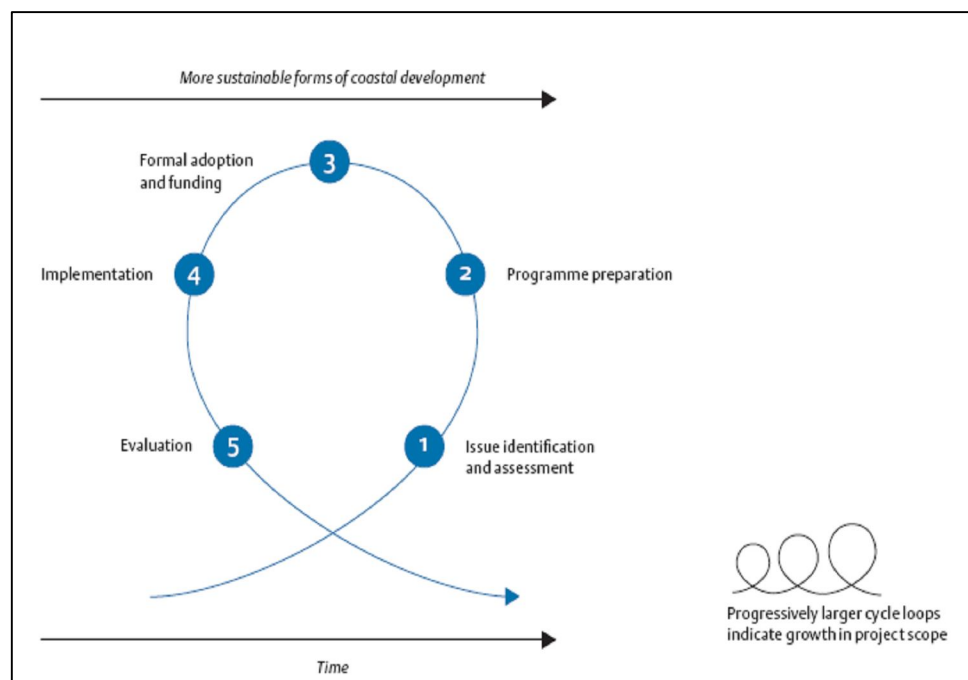 More sustainable forms of coastal development
3
Formal adoption
and funding
Implementation
4
2
Programme preparation
Evaluation
5
1
Issue identification
and assessment
Progressively larger cycle loops
indicate growth in project scope
Time